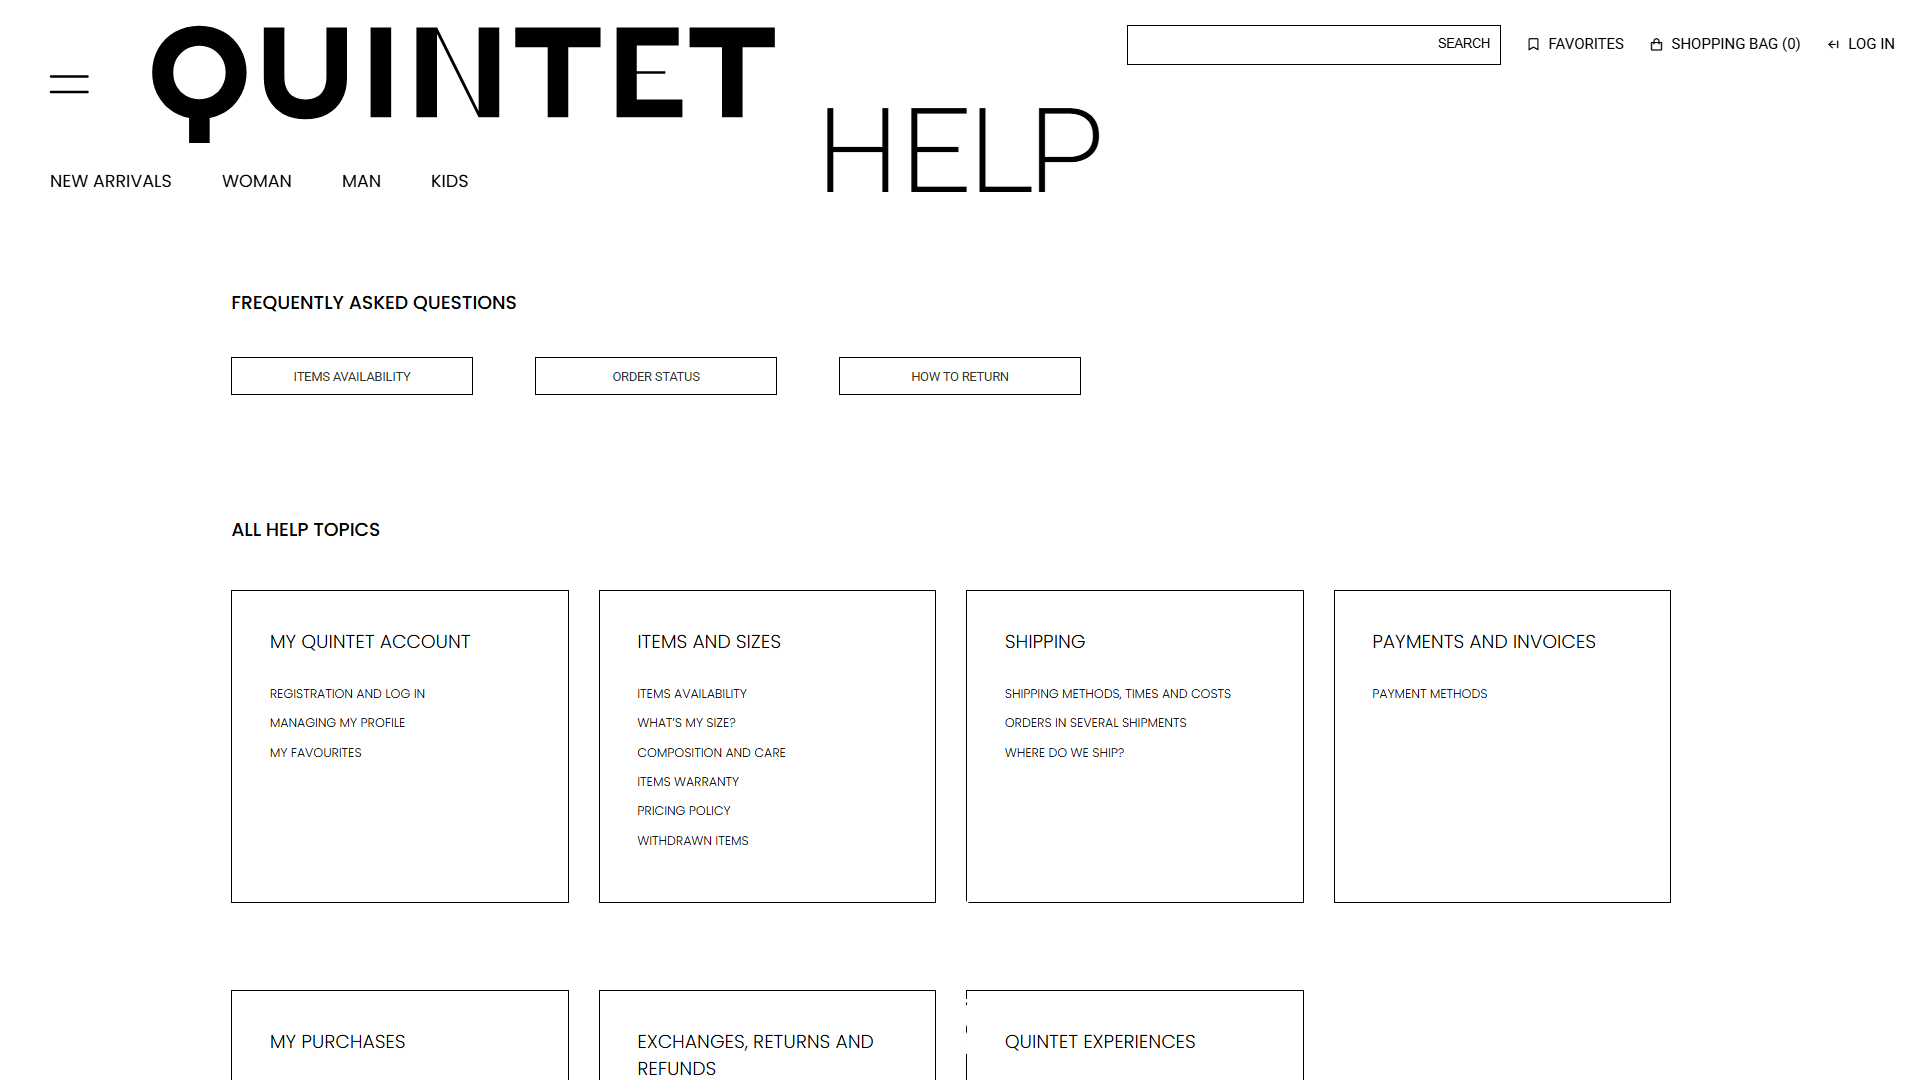 QUINTET
SEARCH
FAVORITES
SHOPPING BAG (0)
LOG IN
HELP
NEW ARRIVALS
WOMAN
MAN
KIDS
FREQUENTLY ASKED QUESTIONS
ITEMS AVAILABILITY
ORDER STATUS
HOW TO RETURN
ALL HELP TOPICS
MY QUINTET ACCOUNT
REGISTRATION AND LOG IN
MANAGING MY PROFILE
MY FAVOURITES
ITEMS AND SIZES
ITEMS AVAILABILITY
WHAT'S MY SIZE?
COMPOSITION AND CARE
ITEMS WARRANTY
PRICING POLICY
WITHDRAWN ITEMS
SHIPPING
SHIPPING METHODS, TIMES AND COSTS
ORDERS IN SEVERAL SHIPMENTS
WHERE DO WE SHIP?
PAYMENTS AND INVOICES
PAYMENT METHODS
MY PURCHASES
EXCHANGES, RETURNS AND
REFUNDS
QUINTET EXPERIENCES